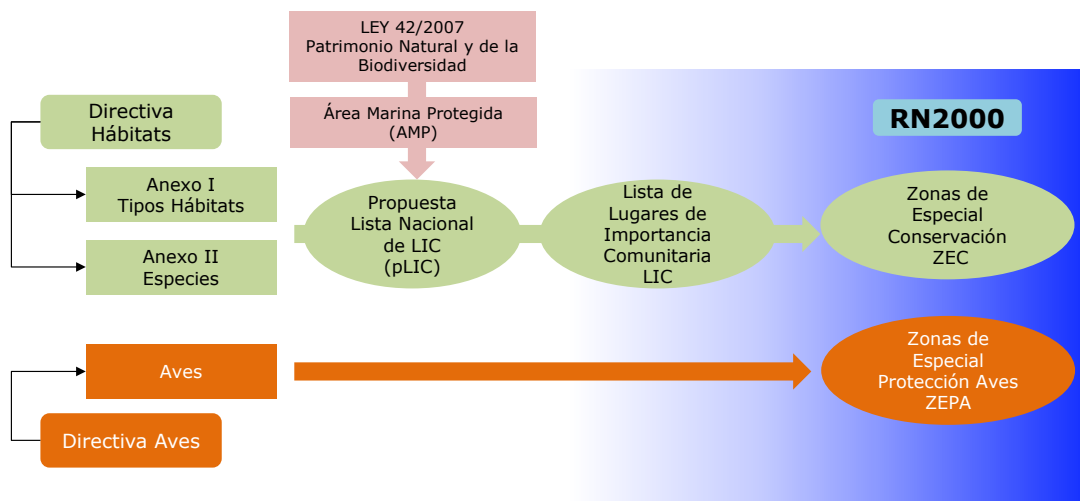 LEY 42/2007
Patrimonio Natural y de la
Biodiversidad
Área Marina Protegida
(AMP)
RN2000
Directiva
Hábitats
Anexo I
Tipos Hábitats
Anexo II
Especies
Propuesta
Lista Nacional
de LIC
(pLIC)
Lista de
Lugares de
Importancia
Comunitaria
LIC
Zonas de
Especial
Conservación
ZEC
Aves
Directiva Aves
Zonas de
Especial
Protección Aves
ZEPA